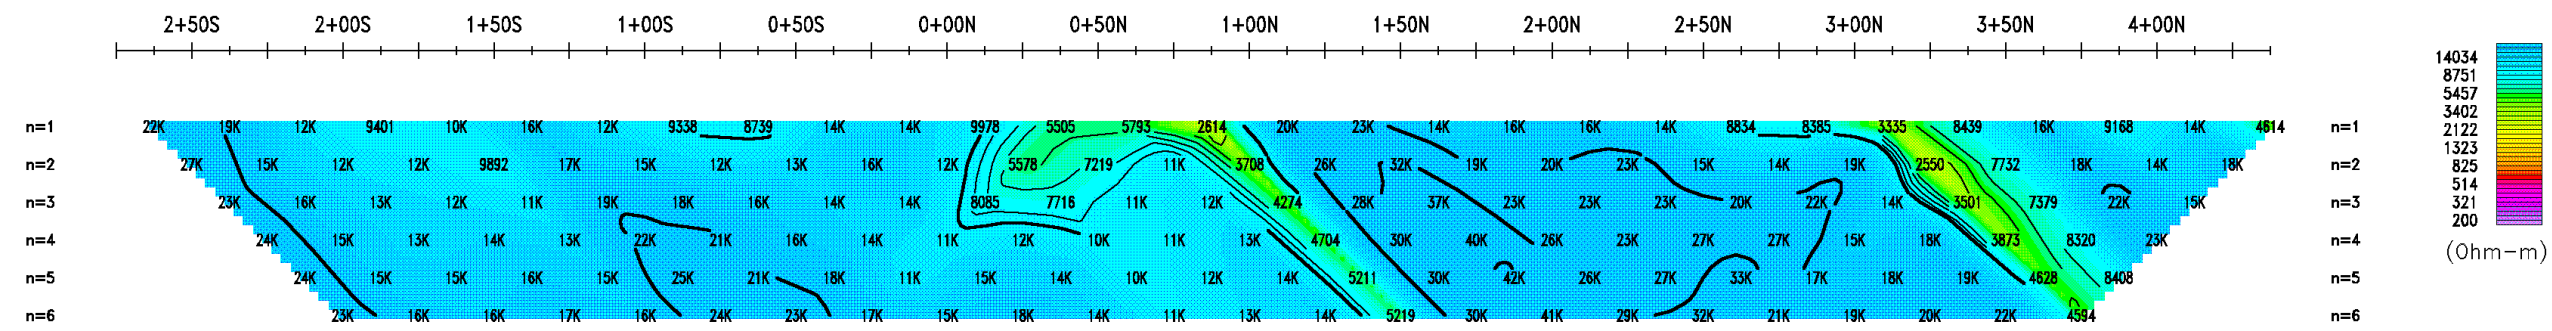 2+50S 2+00S 1+50S 1+00S 0+50S 0+00N 0+50N 1+00N 1+50N 2+00N 2+50N 3+00N 3+50N 4+00N
14034
8751
5457
3402
2122
1323
825
514
321
200
(Ohm-m)
n=1 22K 19K 12K 9401 10K 16K 12K 9338 8739 14K 14K 9978 5505 5793 2614 20K 23K 14K 16K 16K 14K 8834 8385 3335 8439 16K 9168 14K 4614 n=1
n=2 27K 15K 12K 12K 9892 17K 15K 12K 13K 16K 12K 5578 7219 11K 3708 26K 32K 19K 20K 23K 15K 14K 19K 2550 7732 18K 14K 18K n=2
n=3 23K 16K 13K 12K 11K 19K 18K 16K 14K 14K 8085 7716 11K 12K 4274 28K 37K 23K 23K 23K 20K 22K 14K 3501 7379 22K 15K n=3
n=4 24K 15K 13K 14K 13K 22K 21K 16K 14K 11K 12K 10K 11K 13K 4704 30K 40K 26K 23K 27K 27K 15K 18K 3873 8320 23K n=4
n=5 24K 15K 15K 16K 15K 25K 21K 18K 11K 15K 14K 10K 12K 14K 5211 30K 42K 26K 27K 33K 17K 18K 19K 4628 8408 n=5
n=6 23K 16K 16K 17K 16K 24K 23K 17K 15K 18K 14K 11K 13K 14K 5219 30K 41K 29K 32K 21K 19K 20K 22K 4594 n=6